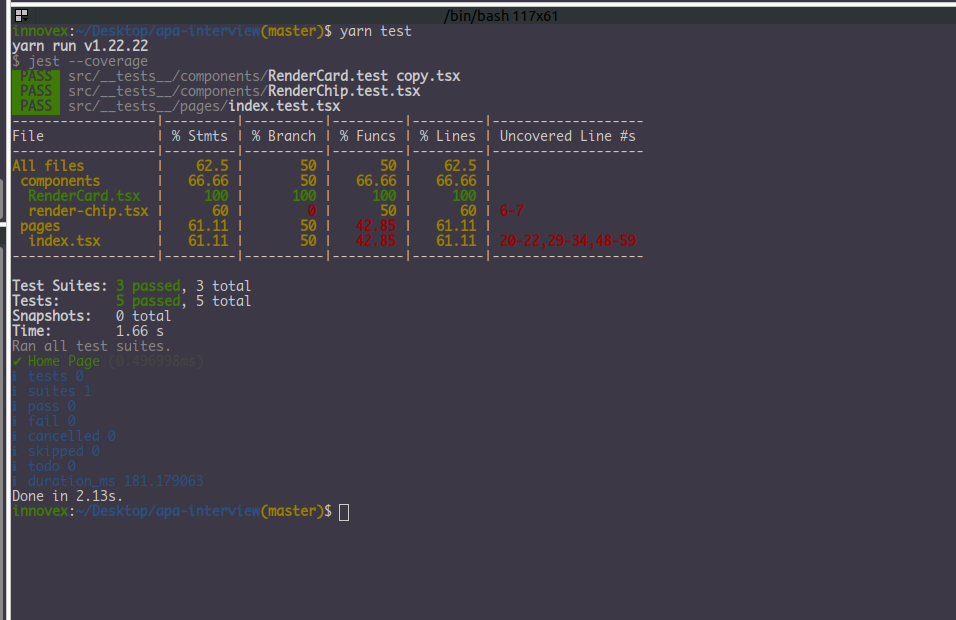 /bin/bash 117x61
innovex:~/Desktop/apa-interview(master)$ yarn test
yarn run v1.22.22
$ jest --coverage
PASS src/__tests__/components/RenderCard.test copy.tsx
PASS src/__tests__/components/RenderChip.test.tsx
PASS src/__tests__/pages/index.test.tsx
------------------|---------|----------|---------|---------|-------------------
File              | % Stmts | % Branch | % Funcs | % Lines | Uncovered Line #s
------------------|---------|----------|---------|---------|-------------------
All files         |    62.5 |       50 |      50 |    62.5 |
 components       |   66.66 |       50 |   66.66 |   66.66 |
  RenderCard.tsx  |     100 |      100 |     100 |     100 |
  render-chip.tsx |      60 |        0 |      50 |      60 | 6-7
 pages            |   61.11 |       50 |   42.85 |   61.11 |
  index.tsx       |   61.11 |       50 |   42.85 |   61.11 | 20-22,29-34,48-59
------------------|---------|----------|---------|---------|-------------------
Test Suites: 3 passed, 3 total
Tests:       5 passed, 5 total
Snapshots:   0 total
Time:        1.66 s
Ran all test suites.
✔ Home Page (0.496998ms)
ℹ tests 0
ℹ suites 1
ℹ pass 0
ℹ fail 0
ℹ cancelled 0
ℹ skipped 0
ℹ todo 0
ℹ duration_ms 181.179063
Done in 2.13s.
innovex:~/Desktop/apa-interview(master)$